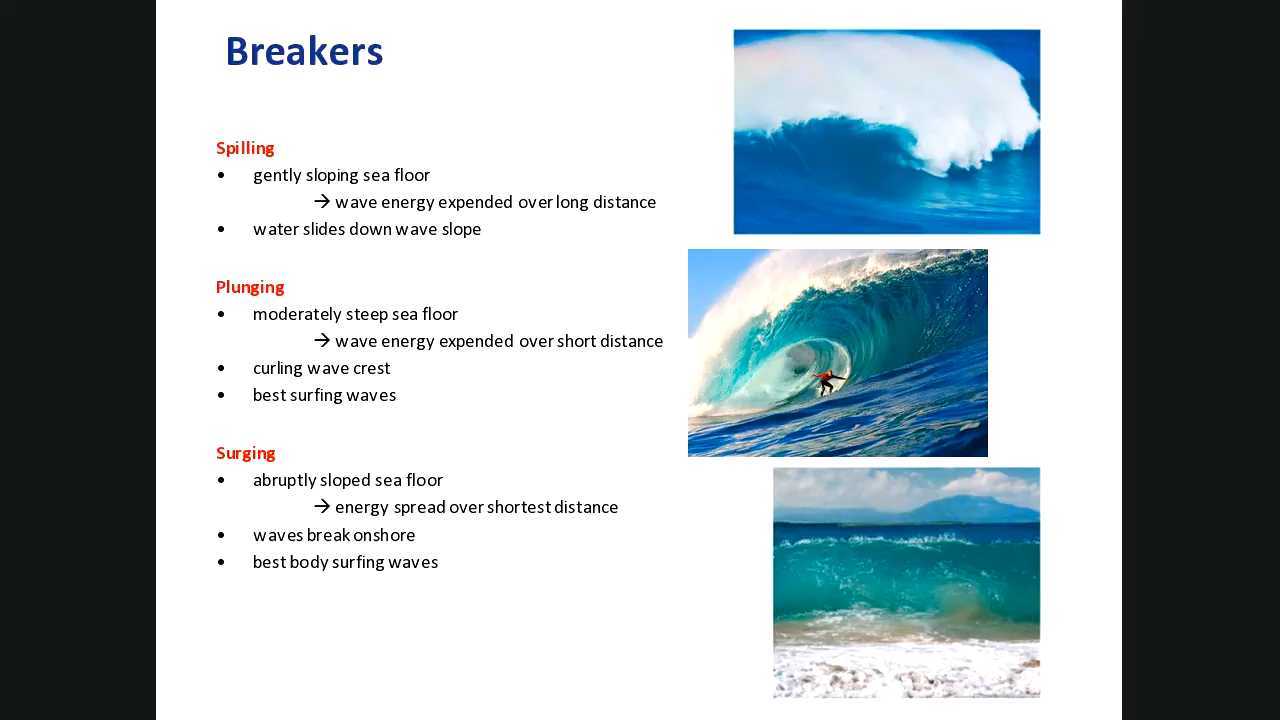 Breakers
Spilling
• gently sloping sea floor
→ wave energy expended over long distance
• water slides down wave slope
Plunging
• moderately steep sea floor
→ wave energy expended over short distance
• curling wave crest
• best surfing waves
Surging
• abruptly sloped sea floor
→ energy spread over shortest distance
• waves break onshore
• best body surfing waves